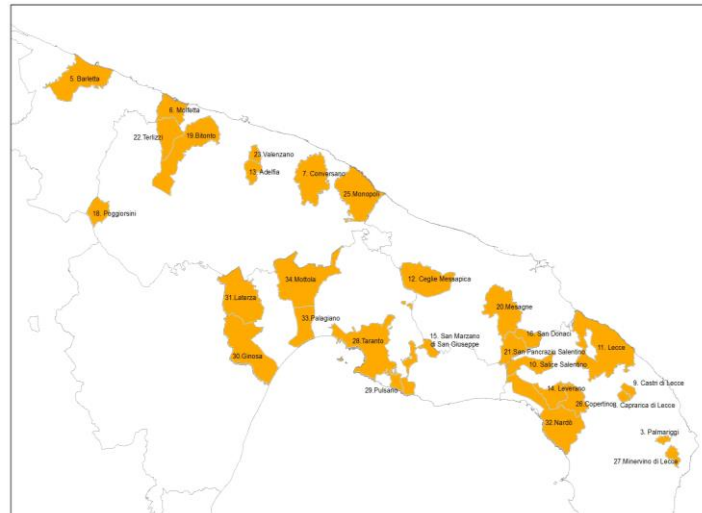 5. Barletta
6. Molfetta
22.Terlizzi
19.Bitonto
23.Valenzano
13. Adelfia
7. Conversano
25.Monopoli
18. Poggiorsini
34.Mottola
12. Ceglie Messapica
31.Laterza
20.Mesagne
33.Palagiano
15. San Marzano
di San Giuseppe
16. San Donaci
28.Taranto
21.San Pancrazio Salentino
11. Lecce
30.Ginosa
10. Salice Salentino
29.Pulsano
14. Leverano
9. Castri di Lecce
26.Copertino
Caprarica di Lecce
32.Nardò
3. Palmariggi
27.Minervino di Lecce